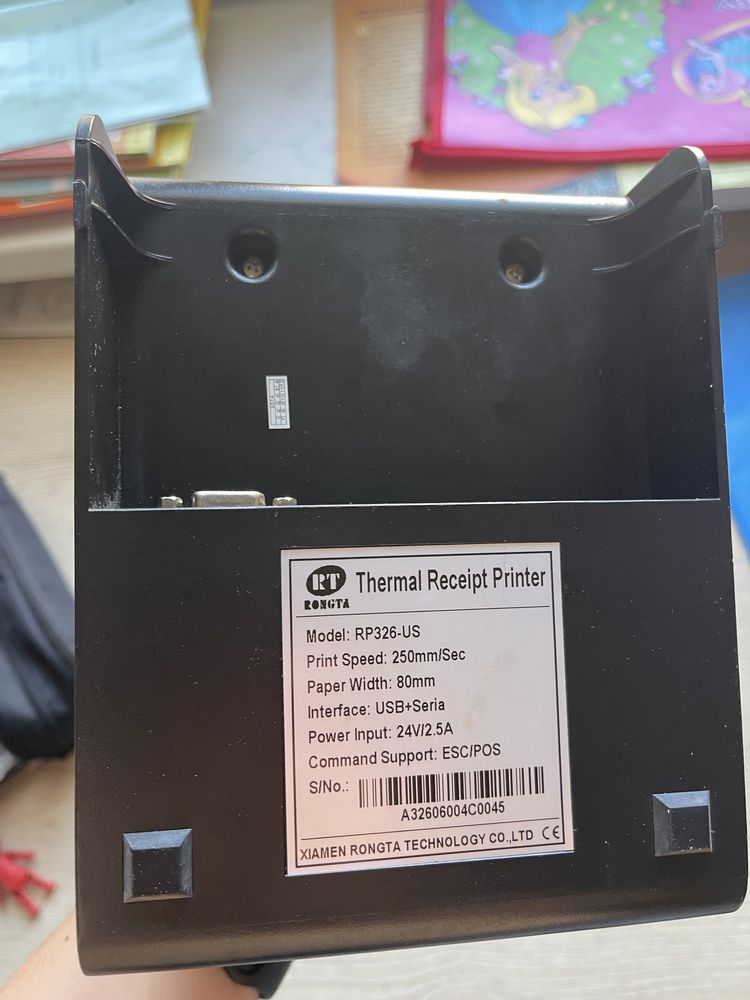 RT
RONGTA
Thermal Receipt Printer
Model: RP326-US
Print Speed: 250mm/Sec
Paper Width: 80mm
Interface: USB+Seria
Power Input: 24V/2.5A
Command Support: ESC/POS
S/No.:
A32606004C0045
XIAMEN RONGTA TECHNOLOGY CO.,LTD CE